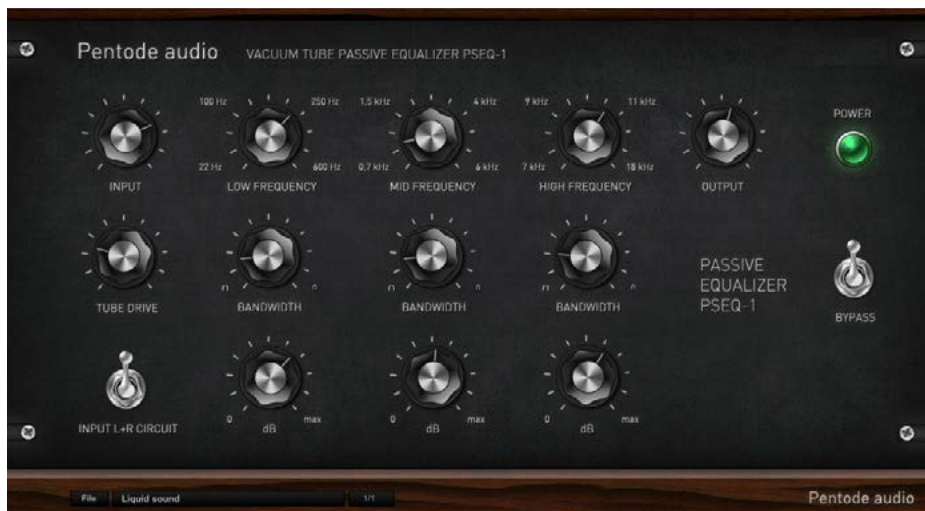 Pentode audio VACUUM TUBE PASSIVE EQUALIZER PSEQ-1
100 Hz 250 Hz 1,5 kHz 4 kHz 9 kHz 11 kHz
POWER
22 Hz 600 Hz 0,7 kHz 6 kHz 7 kHz 18 kHz
INPUT LOW FREQUENCY MID FREQUENCY HIGH FREQUENCY OUTPUT
PASSIVE
EQUALIZER
PSEQ-1
TUBE DRIVE BANDWIDTH BANDWIDTH BANDWIDTH
BYPASS
0 max 0 max 0 max
INPUT L+R CIRCUIT dB dB dB
File Liquid sound 1/1 Pentode audio